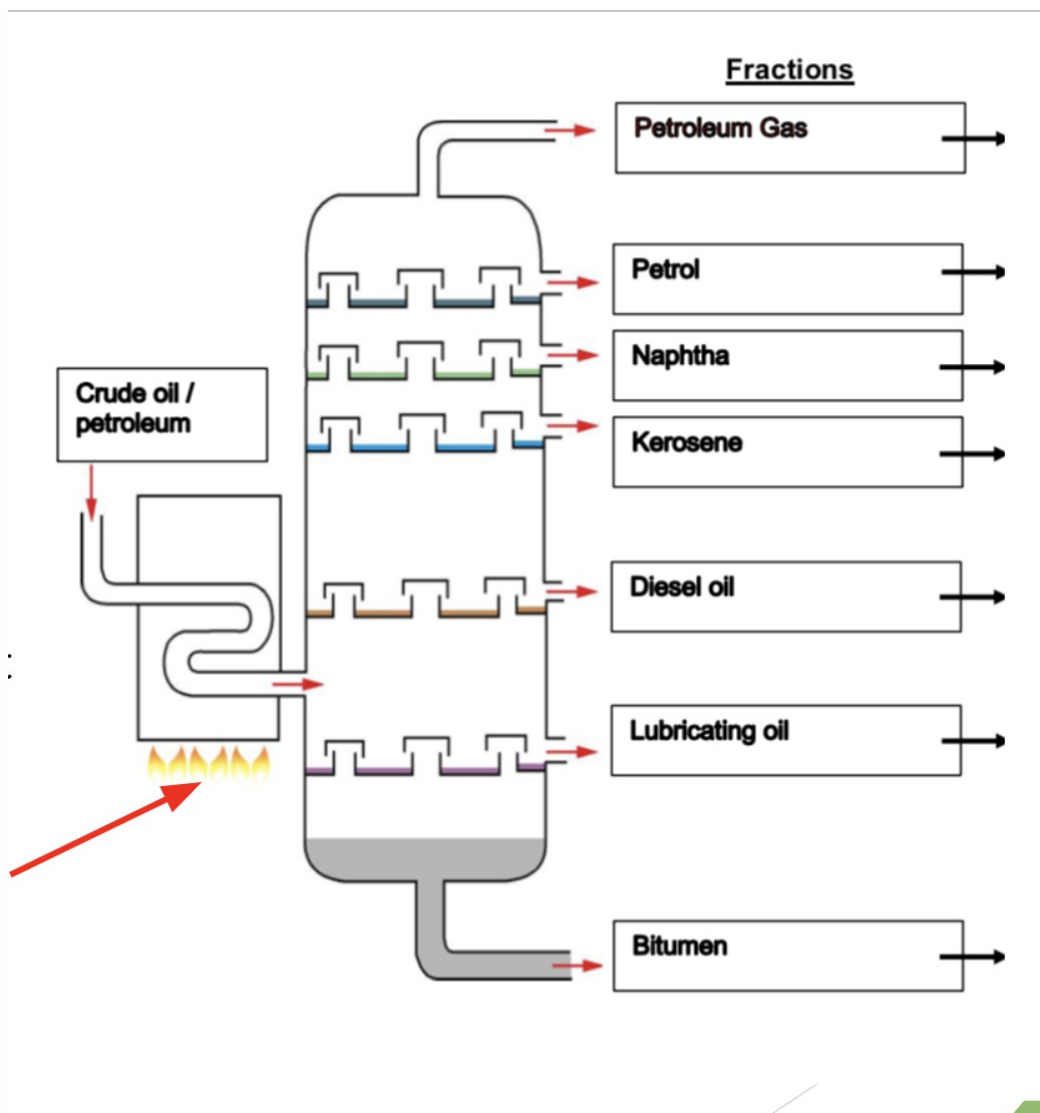 Fractions
Petroleum Gas
Petrol
Naphtha
Crude oil /
petroleum
Kerosene
Diesel oil
Lubricating oil
Bitumen